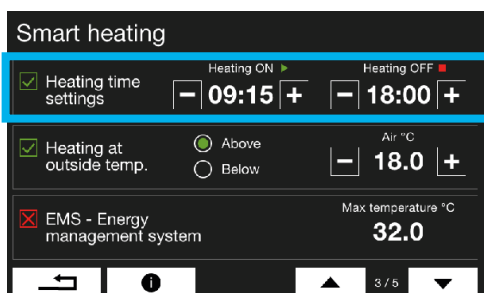 Smart heating
Heating ON
Heating OFF
Heating time
settings
− 09:15 +
− 18:00 +
Heating at
outside temp.
Above
Below
Air °C
− 18.0 +
EMS - Energy
management system
Max temperature °C
32.0
i
3/5